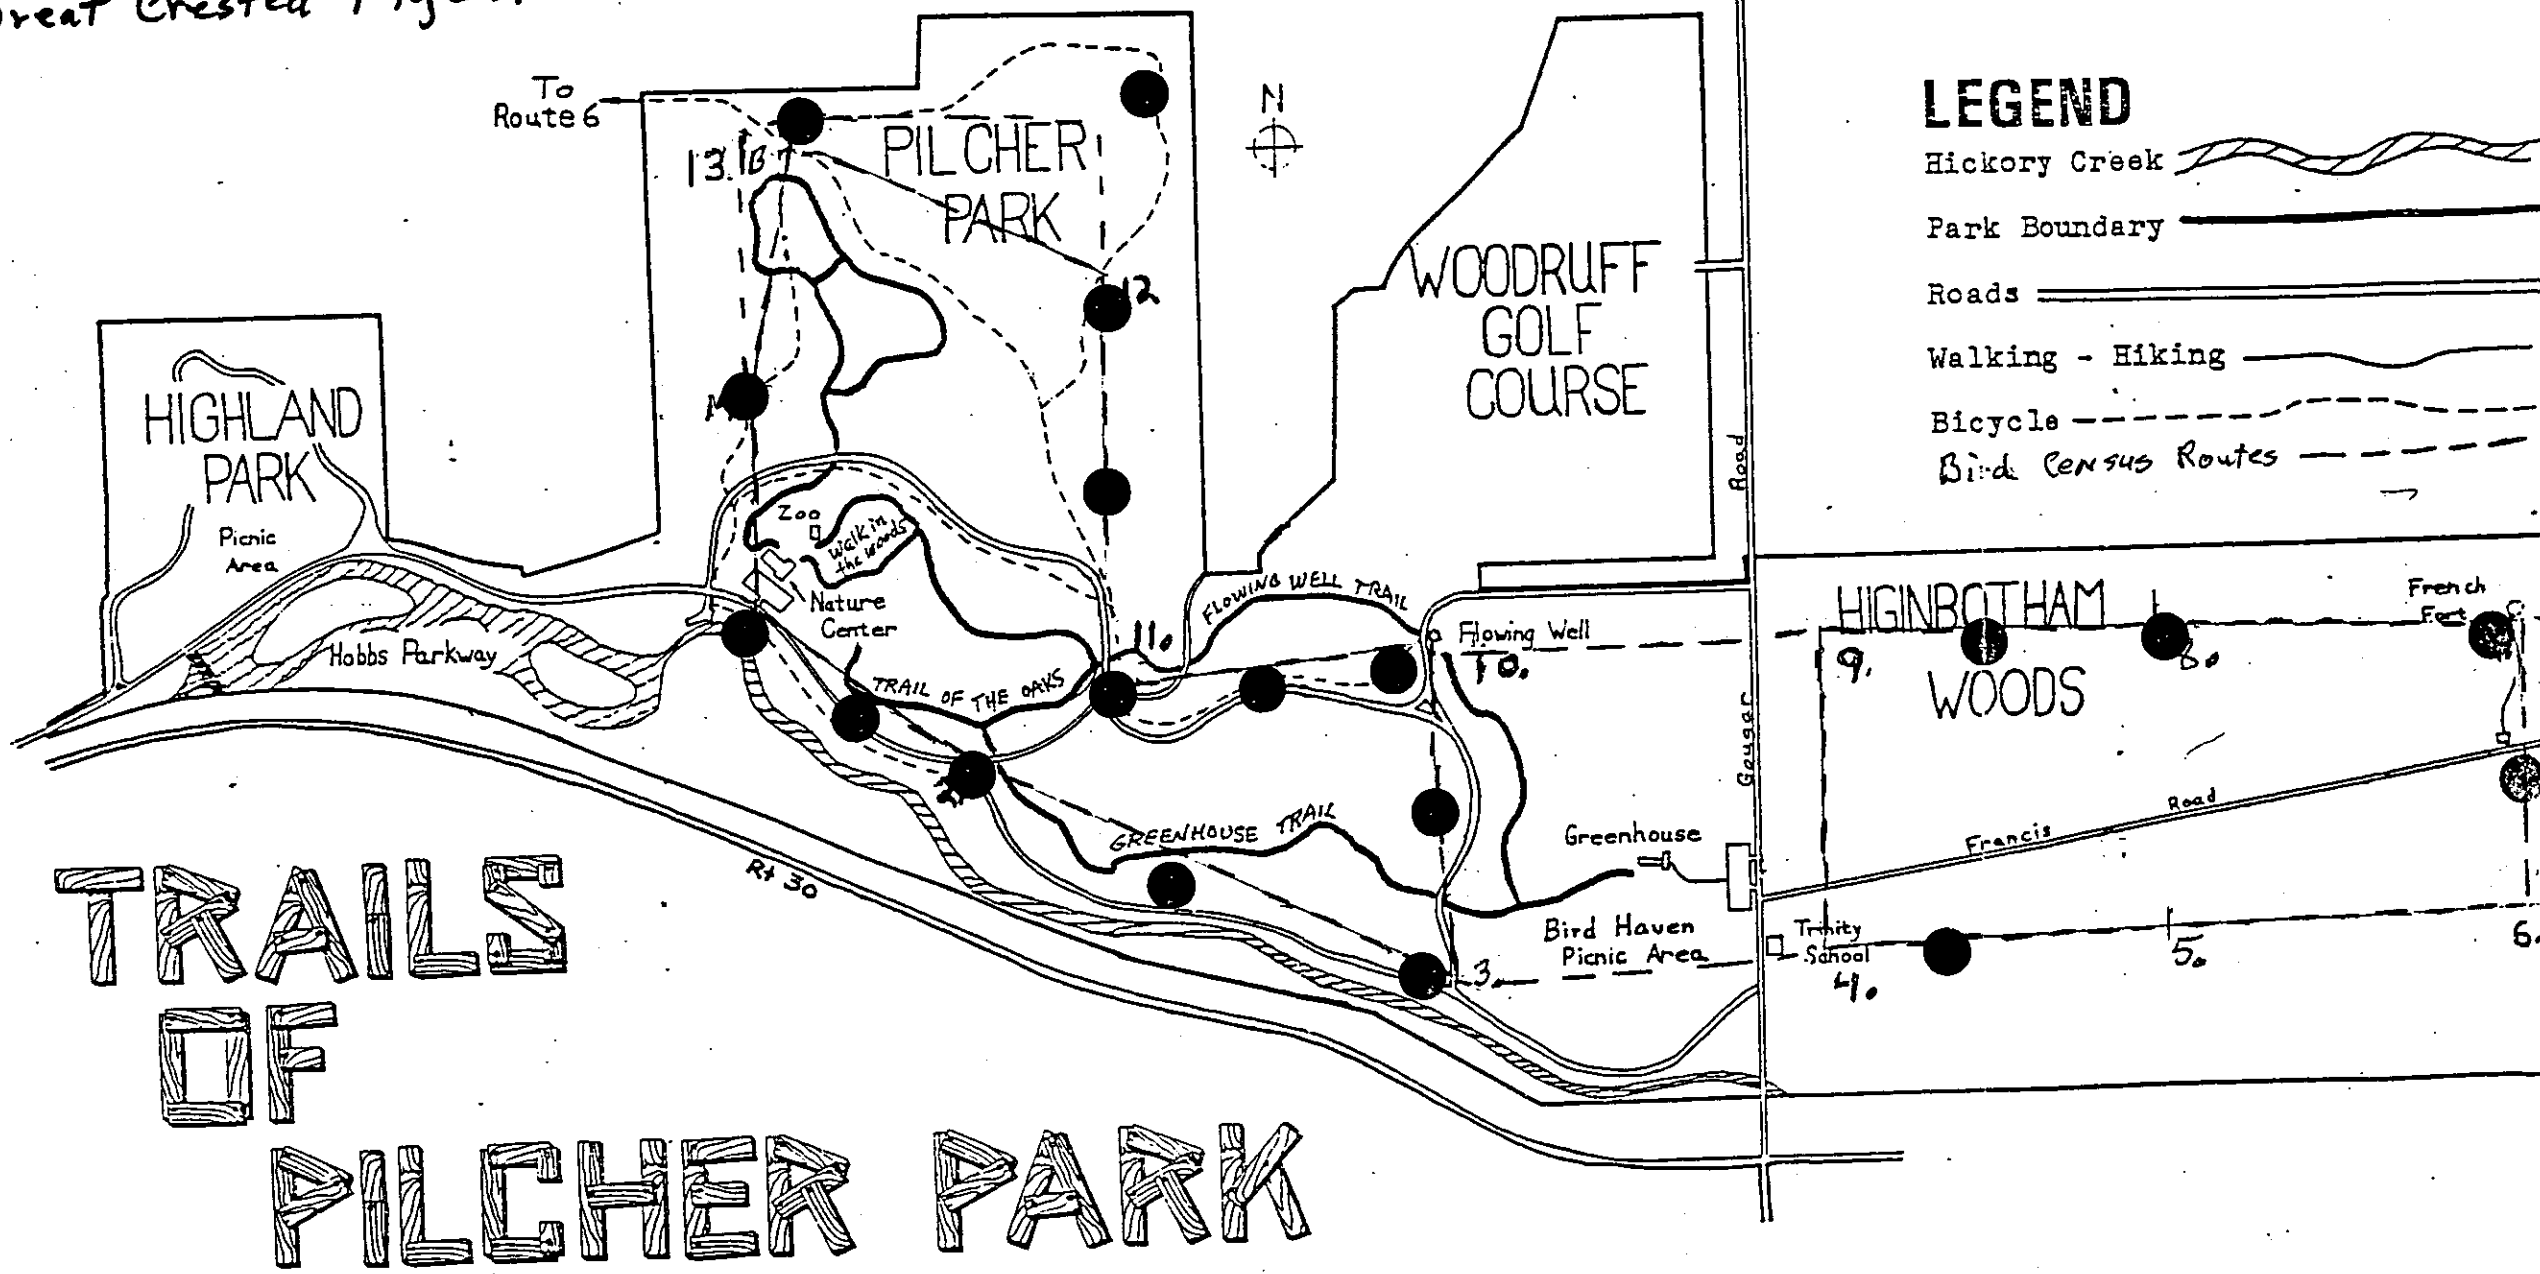 Great Crested
To
Route 6
N
13.
B
PILCHER
PARK
12
WOODRUFF
GOLF
COURSE
LEGEND
Hickory Creek
Park Boundary
Roads
Walking - Hiking
Bicycle
Bird Census Routes
HIGHLAND
PARK
Picnic
Area
Road
Zoo
Walk in
the Woods
Nature
Center
Hobbs Parkway
TRAIL OF THE OAKS
11.
FLOWING WELL TRAIL
Flowing Well
10.
HIGINBOTHAM
WOODS
9.
8.
French
Fort
Gougar
GREENHOUSE TRAIL
Greenhouse
Francis
Road
Rt 30
Bird Haven
Picnic Area
3.
Trinity
School
4.
5.
6.
TRAILS
OF
PILCHER PARK